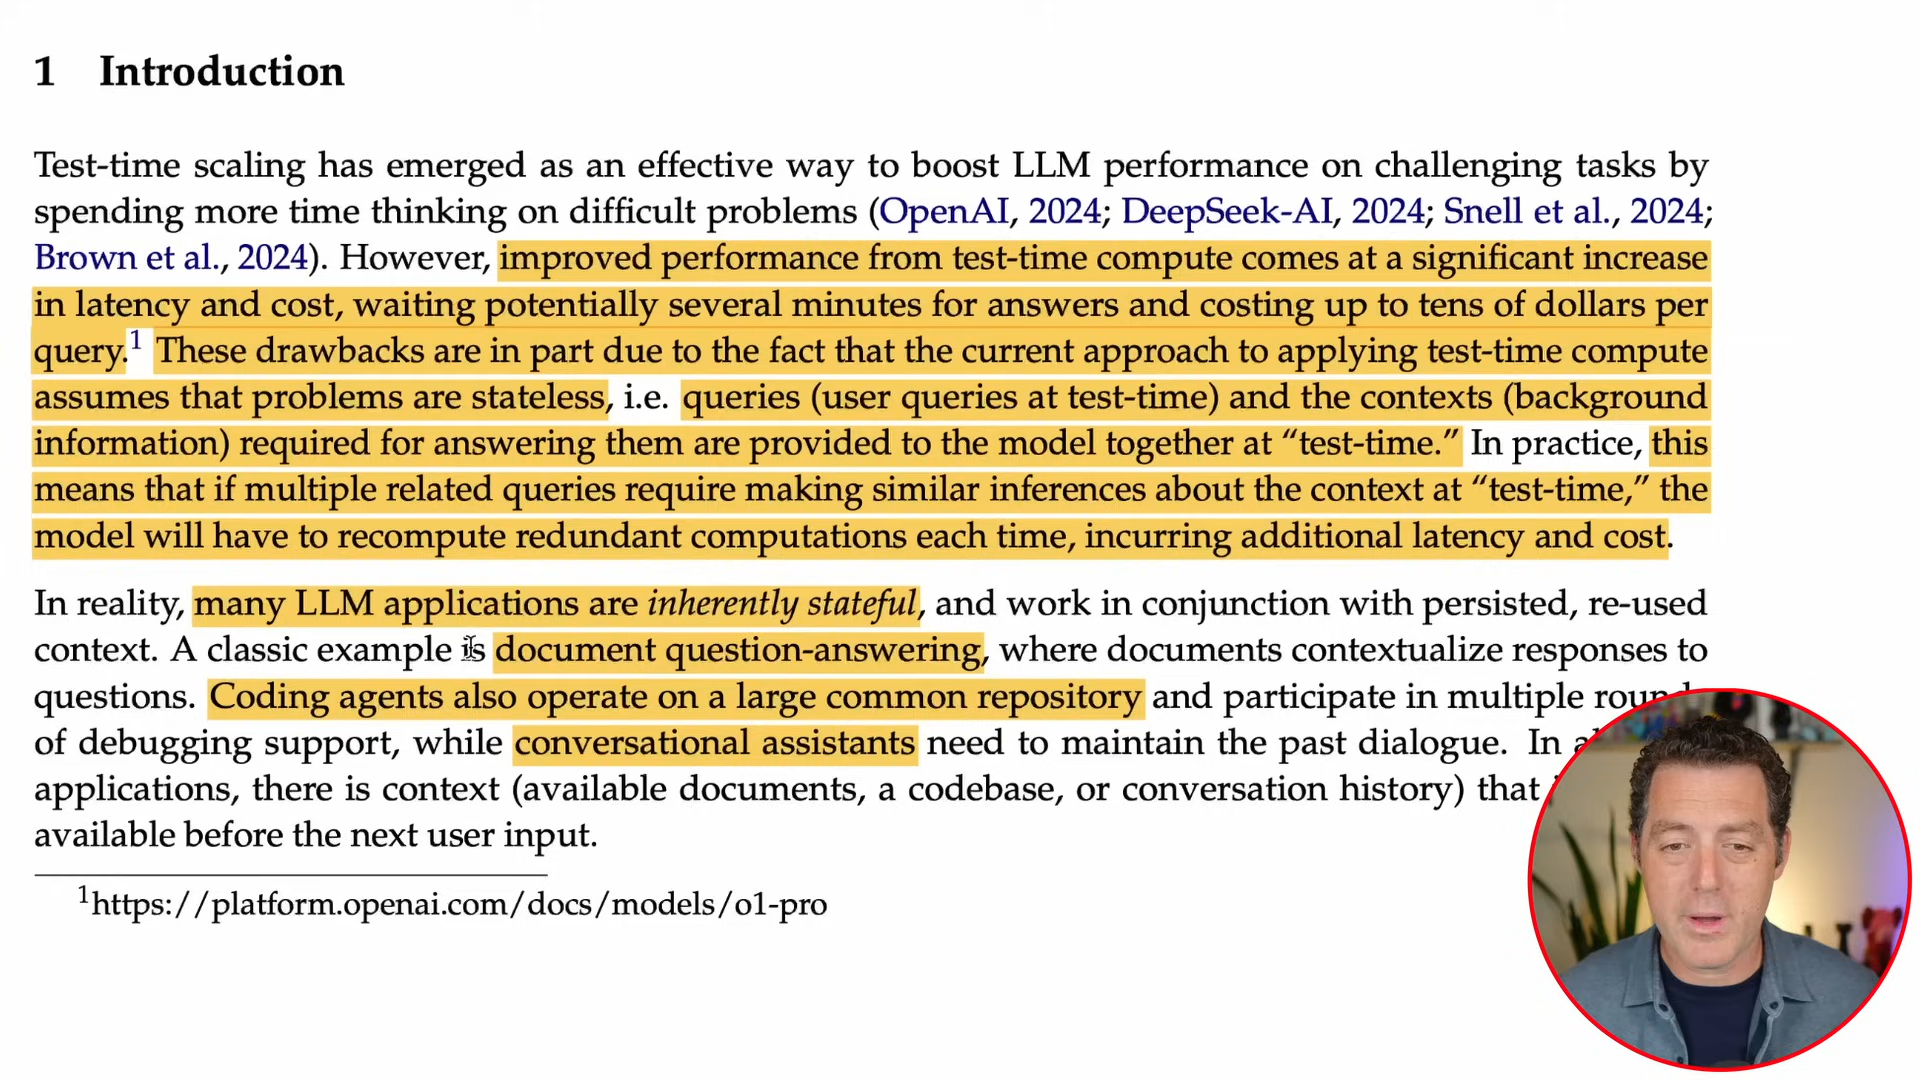 1 Introduction
Test-time scaling has emerged as an effective way to boost LLM performance on challenging tasks by
spending more time thinking on difficult problems (OpenAI, 2024; DeepSeek-AI, 2024; Snell et al., 2024;
Brown et al., 2024). However, improved performance from test-time compute comes at a significant increase
in latency and cost, waiting potentially several minutes for answers and costing up to tens of dollars per
query.1 These drawbacks are in part due to the fact that the current approach to applying test-time compute
assumes that problems are stateless, i.e. queries (user queries at test-time) and the contexts (background
information) required for answering them are provided to the model together at “test-time.” In practice, this
means that if multiple related queries require making similar inferences about the context at “test-time,” the
model will have to recompute redundant computations each time, incurring additional latency and cost.
In reality, many LLM applications are inherently stateful, and work in conjunction with persisted, re-used
context. A classic example is document question-answering, where documents contextualize responses to
questions. Coding agents also operate on a large common repository and participate in multiple
of debugging support, while conversational assistants need to maintain the past dialogue. In
applications, there is context (available documents, a codebase, or conversation history) that
available before the next user input.
1https://platform.openai.com/docs/models/o1-pro